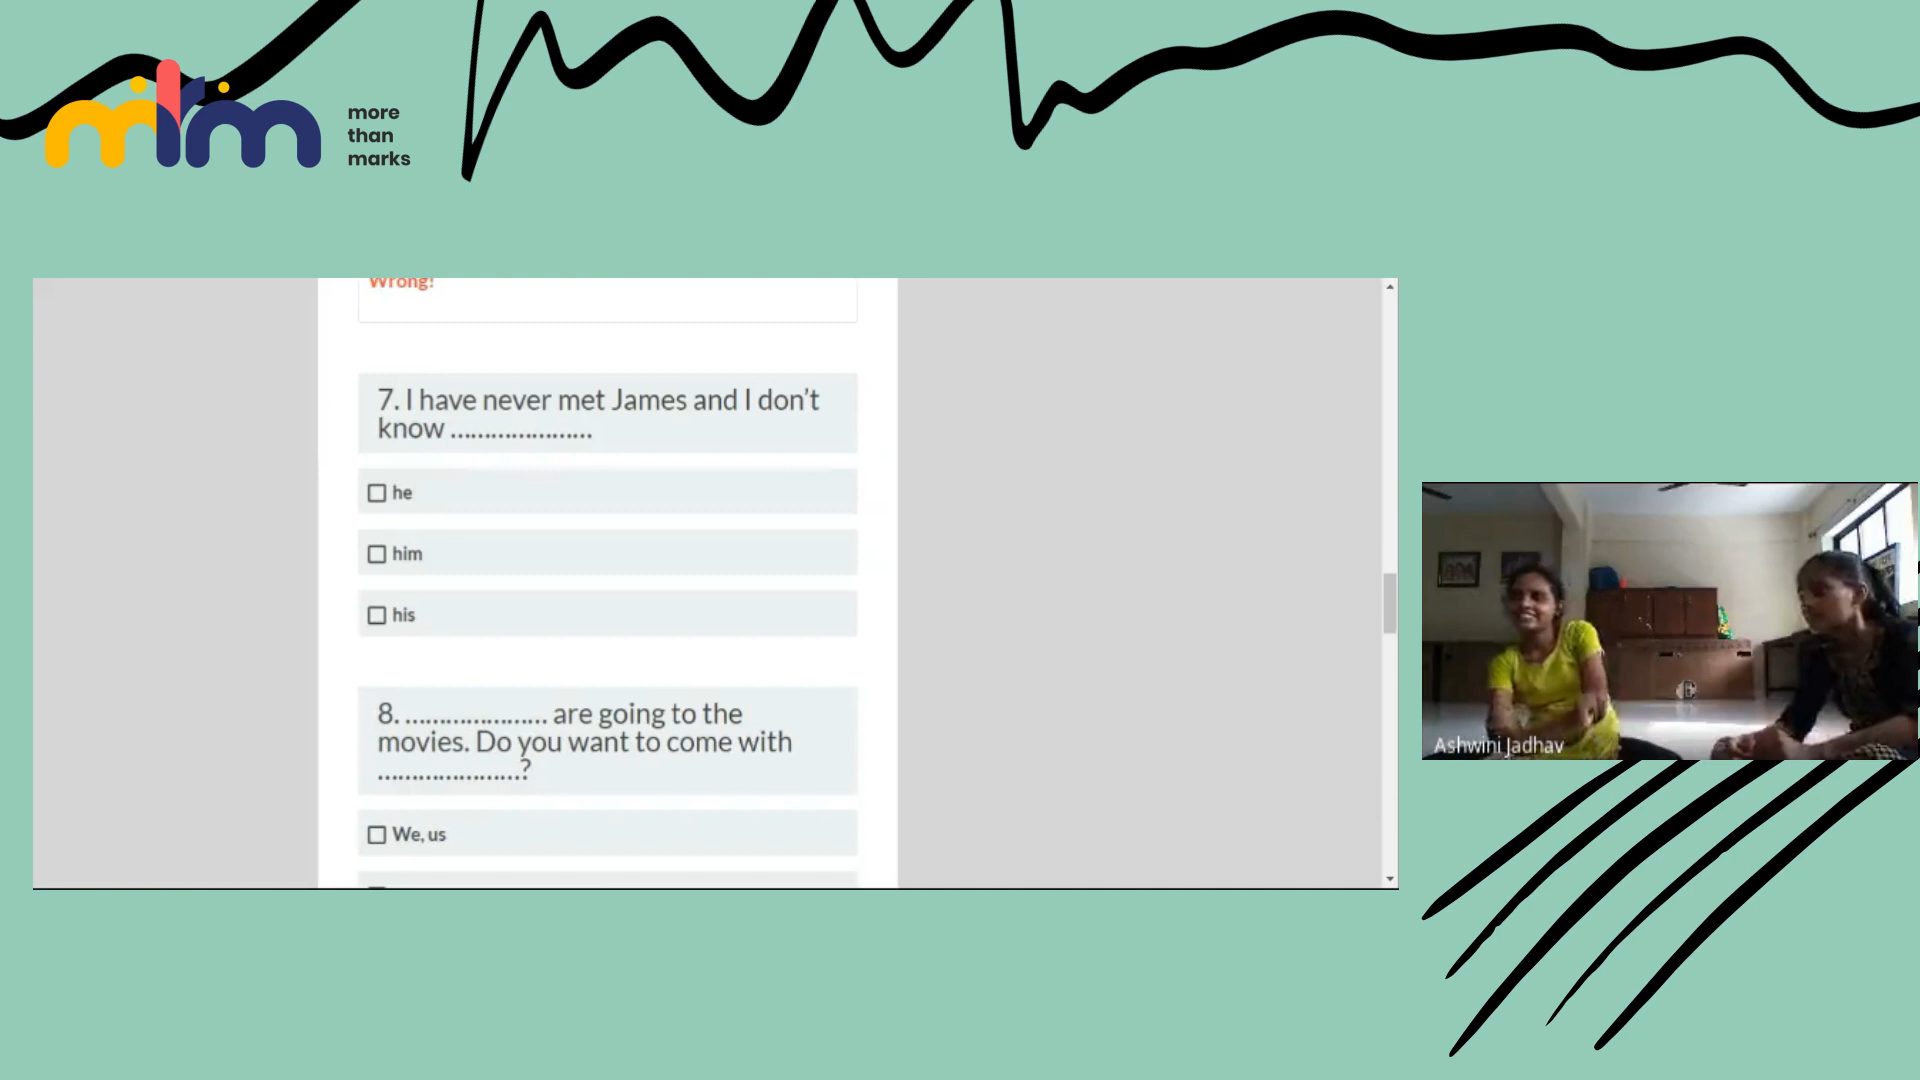 mtm
more
than
marks
Wrong!
7. I have never met James and I don't
know .....................
he
him
his
8. ..................... are going to the
movies. Do you want to come with
.....................?
We, us
Ashwini Jadhav